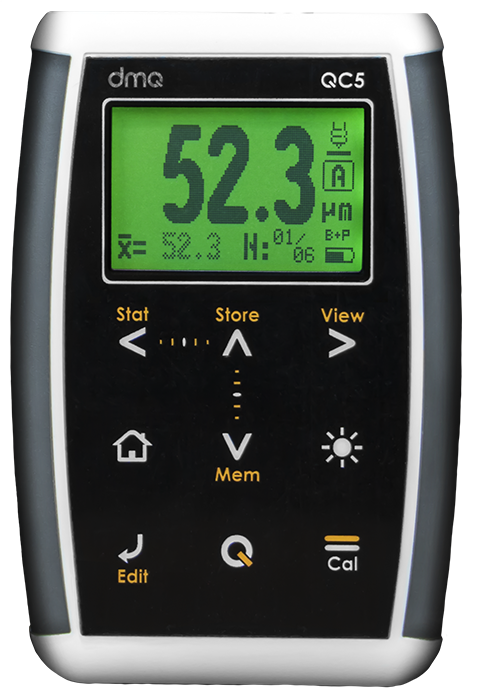 dmq QC5
52.3
A
µm
x̄= 52.3 N: 01/06 B+P
Stat Store View
Mem
Edit Cal